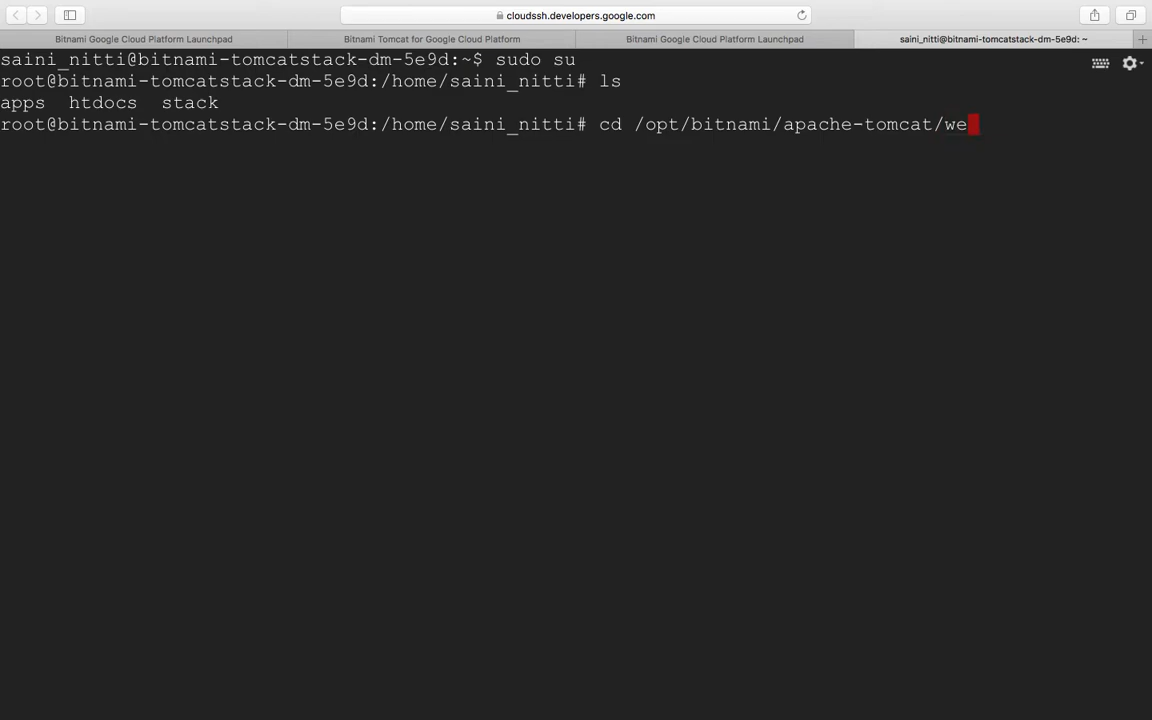 cloudssh.developers.google.com
Bitnami Google Cloud Platform Launchpad
Bitnami Tomcat for Google Cloud Platform
Bitnami Google Cloud Platform Launchpad
saini_nitti@bitnami-tomcatstack-dm-5e9d: ~
saini_nitti@bitnami-tomcatstack-dm-5e9d:~$ sudo su
root@bitnami-tomcatstack-dm-5e9d:/home/saini_nitti# ls
apps  htdocs  stack
root@bitnami-tomcatstack-dm-5e9d:/home/saini_nitti# cd /opt/bitnami/apache-tomcat/we